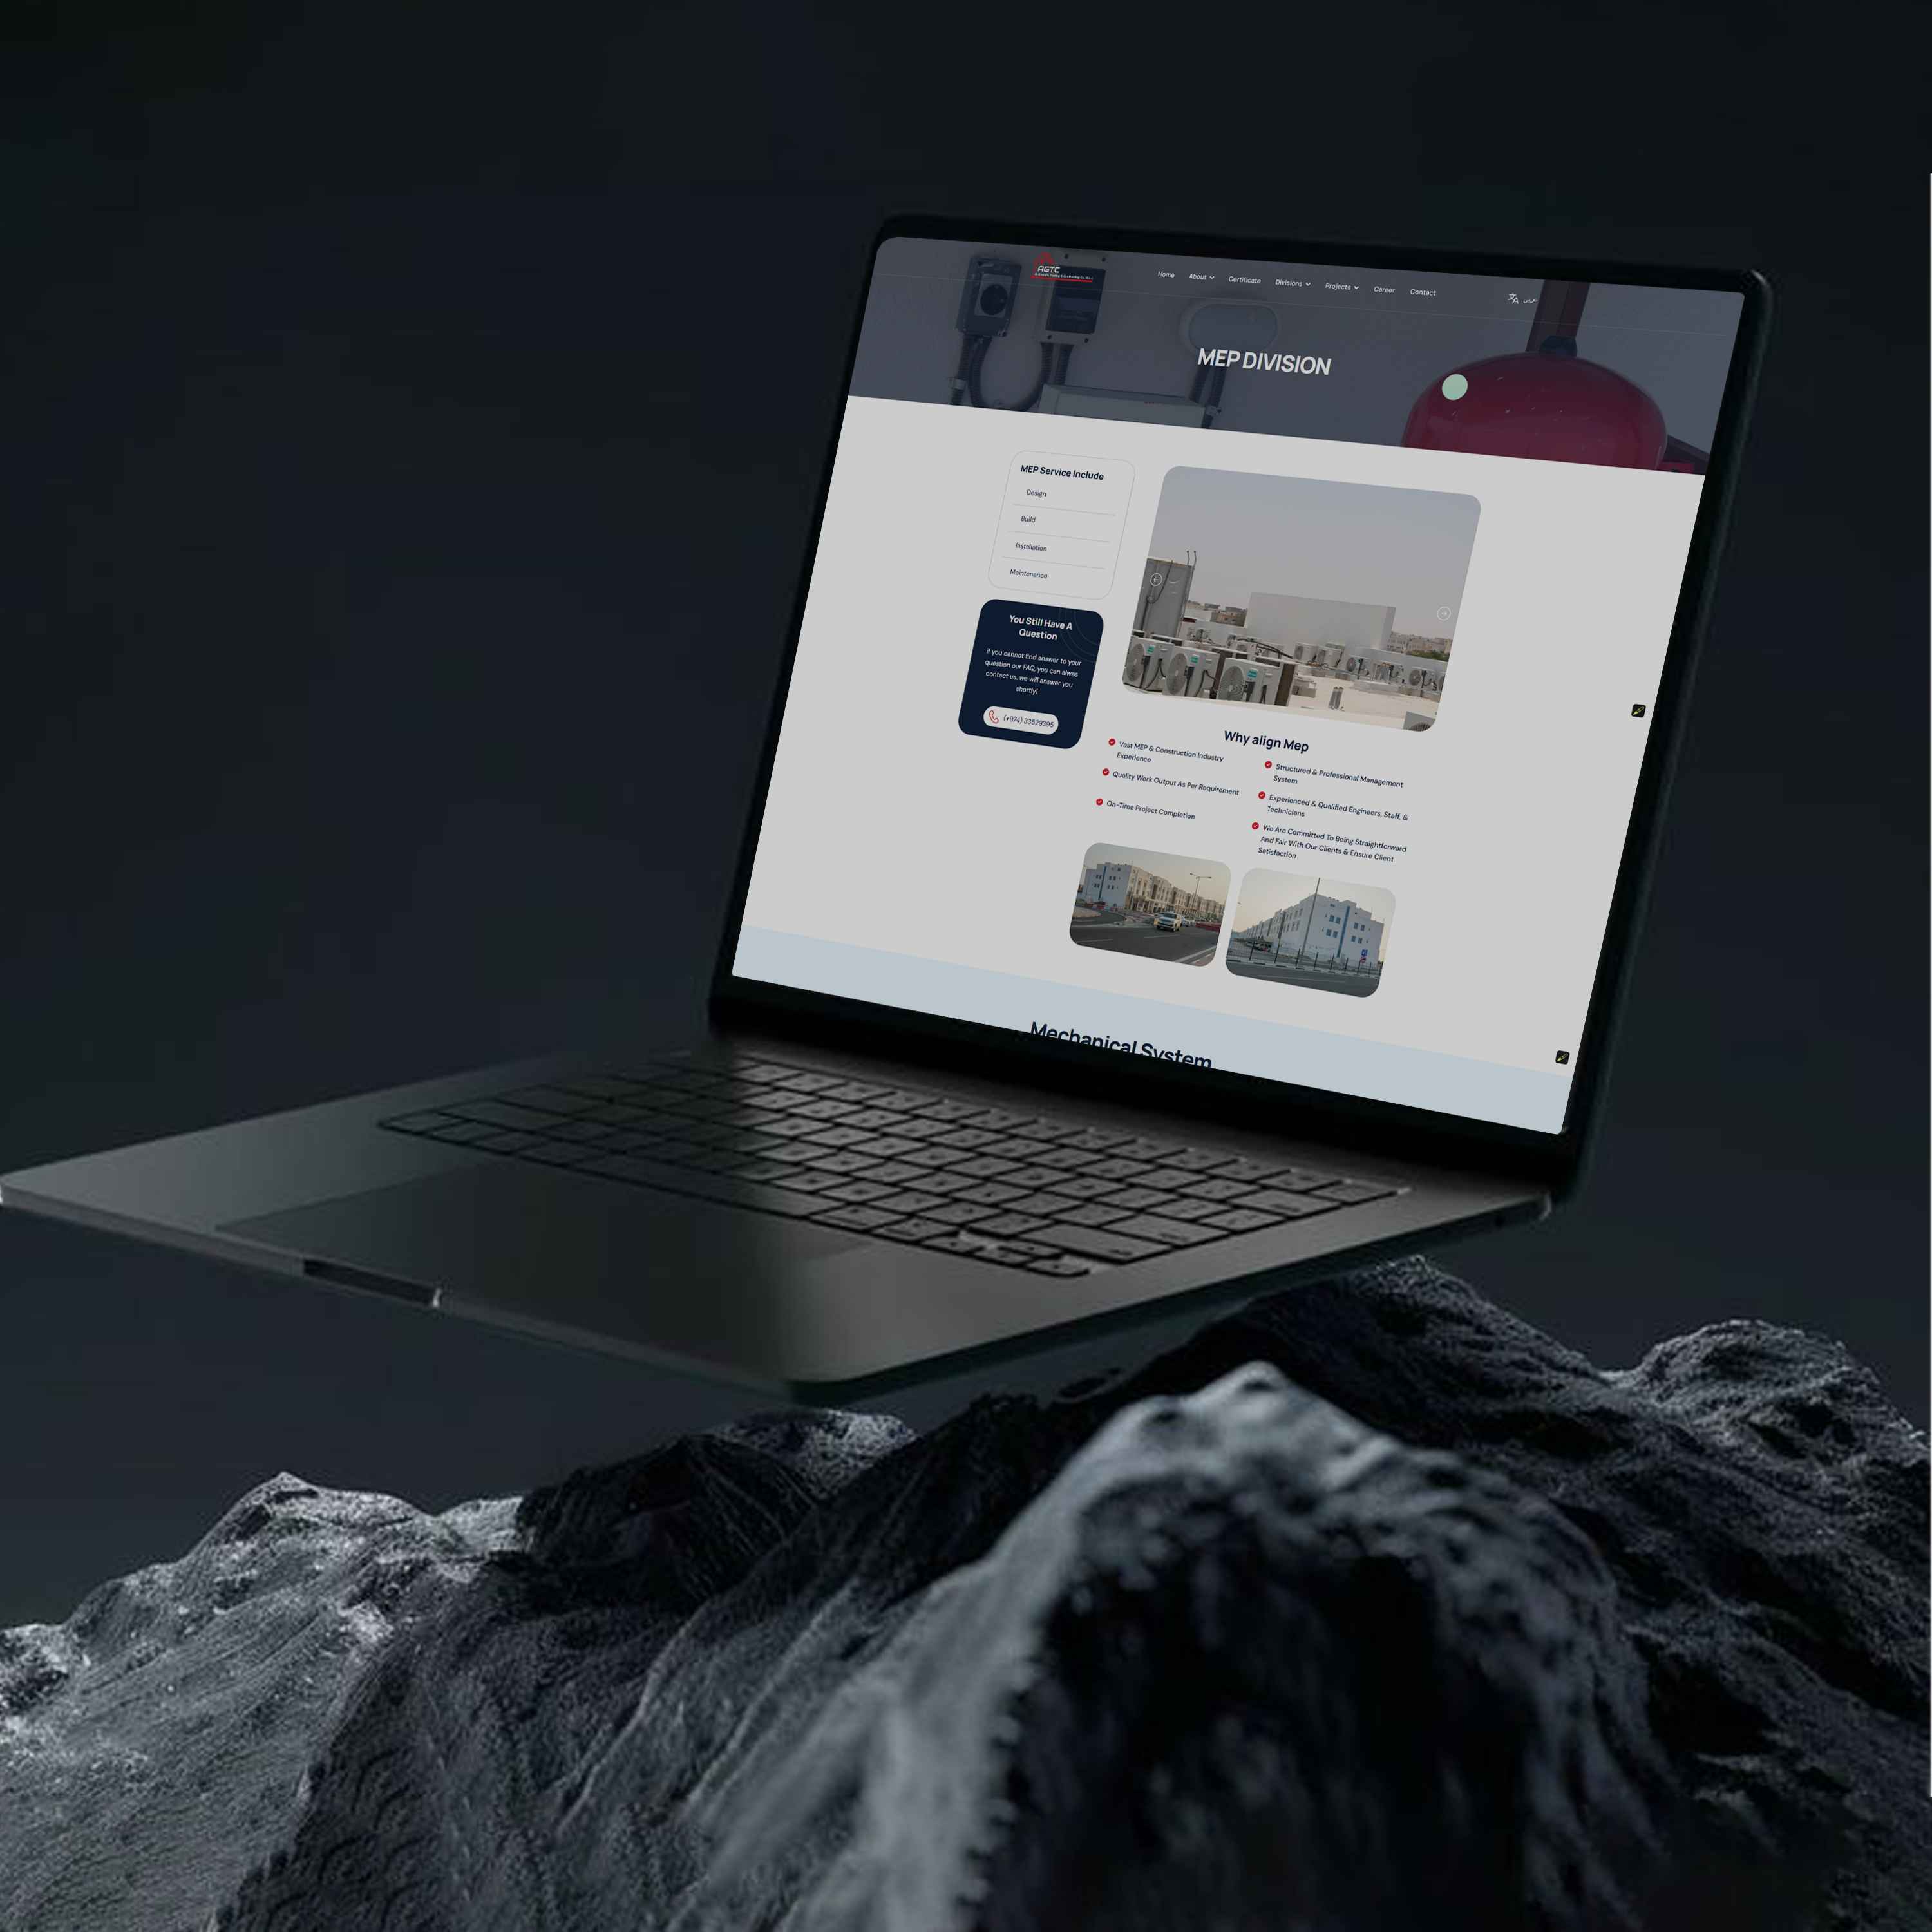 AGTC
Home About Certificate Divisions Projects Career Contact
عربي
MEP DIVISION
MEP Service Include
Design
Build
Installation
Maintenance
You Still Have A
Question
If you cannot find answer to your
question our FAQ, you can alwas
contact us, we will answer you
shortly!
(+974) 33529395
Why align Mep
Vast MEP & Construction Industry
Experience
Quality Work Output As Per Requirement
On-Time Project Completion
Structured & Professional Management
System
Experienced & Qualified Engineers, Staff, &
Technicians
We Are Committed To Being Straightforward
And Fair With Our Clients & Ensure Client
Satisfaction
Mechanical System